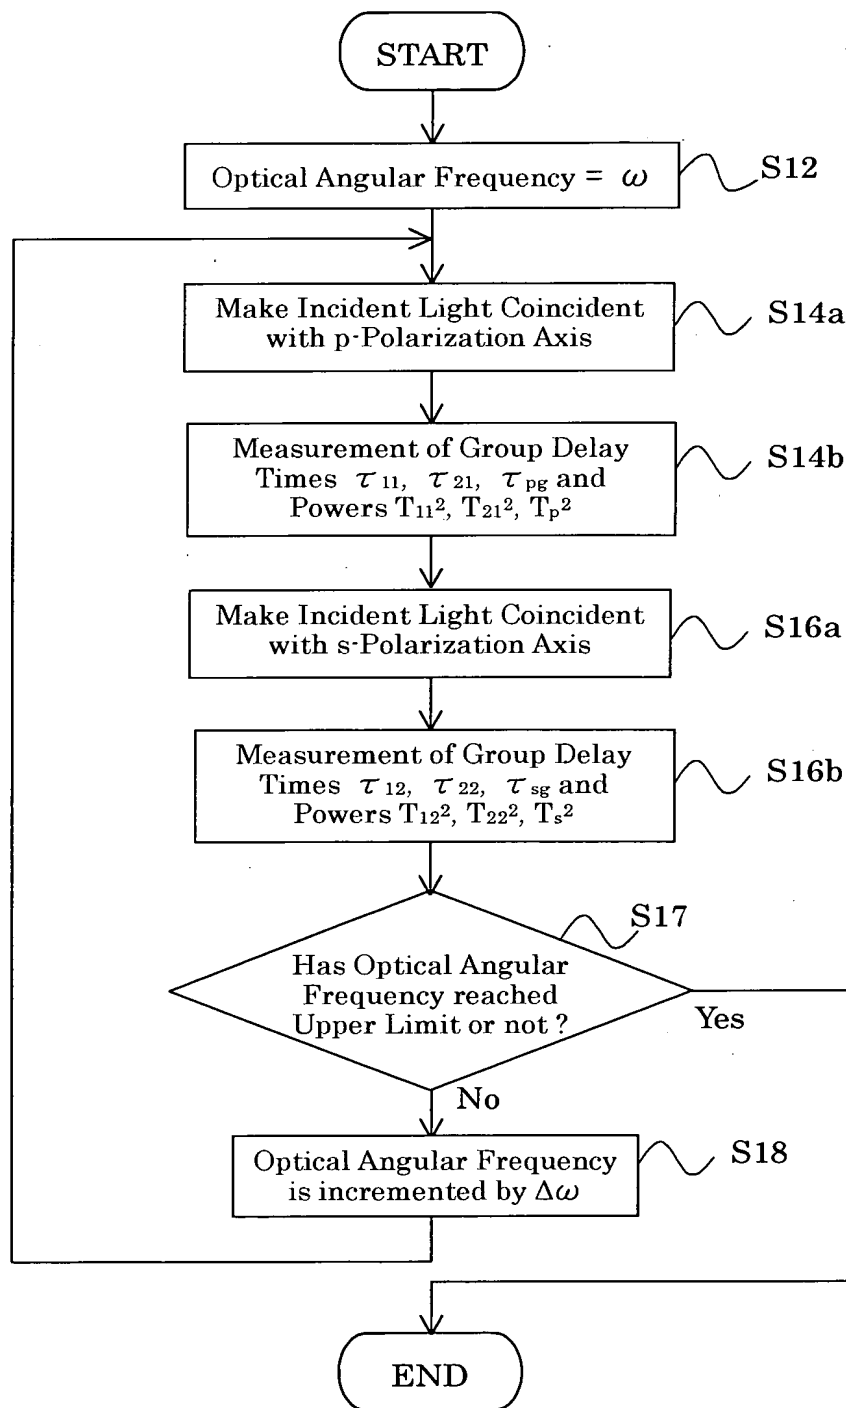 START
Optical Angular Frequency = ω
S12
Make Incident Light Coincident
with p-Polarization Axis
S14a
Measurement of Group Delay
Times τ₁₁, τ₂₁, τpg and
Powers T₁₁², T₂₁², Tp²
S14b
Make Incident Light Coincident
with s-Polarization Axis
S16a
Measurement of Group Delay
Times τ₁₂, τ₂₂, τsg and
Powers T₁₂², T₂₂², Ts²
S16b
S17
Has Optical Angular
Frequency reached
Upper Limit or not ?
Yes
No
Optical Angular Frequency
is incremented by Δω
S18
END